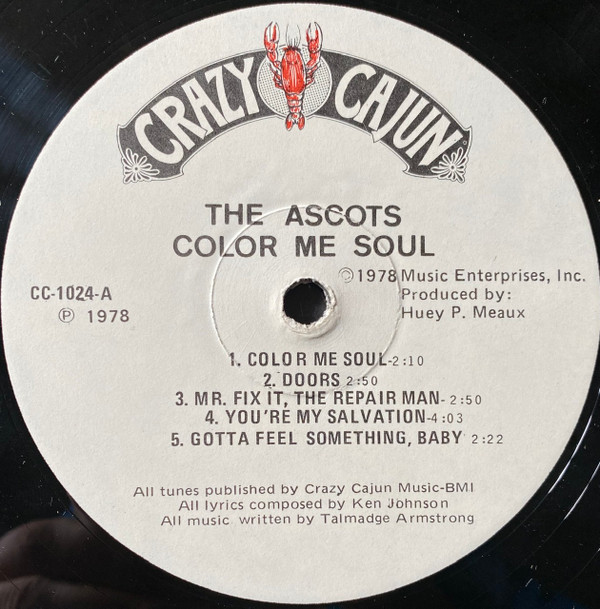 CRAZY CAJUN
THE ASCOTS
COLOR ME SOUL
©1978 Music Enterprises, Inc.
CC-1024-A
Produced by:
℗ 1978
Huey P. Meaux
1. COLOR ME SOUL-2:10
2. DOORS 2:50
3. MR. FIX IT, THE REPAIR MAN- 2:50
4. YOU'RE MY SALVATION-4:03
5. GOTTA FEEL SOMETHING, BABY 2:22
All tunes published by Crazy Cajun Music-BMI
All lyrics composed by Ken Johnson
All music written by Talmadge Armstrong